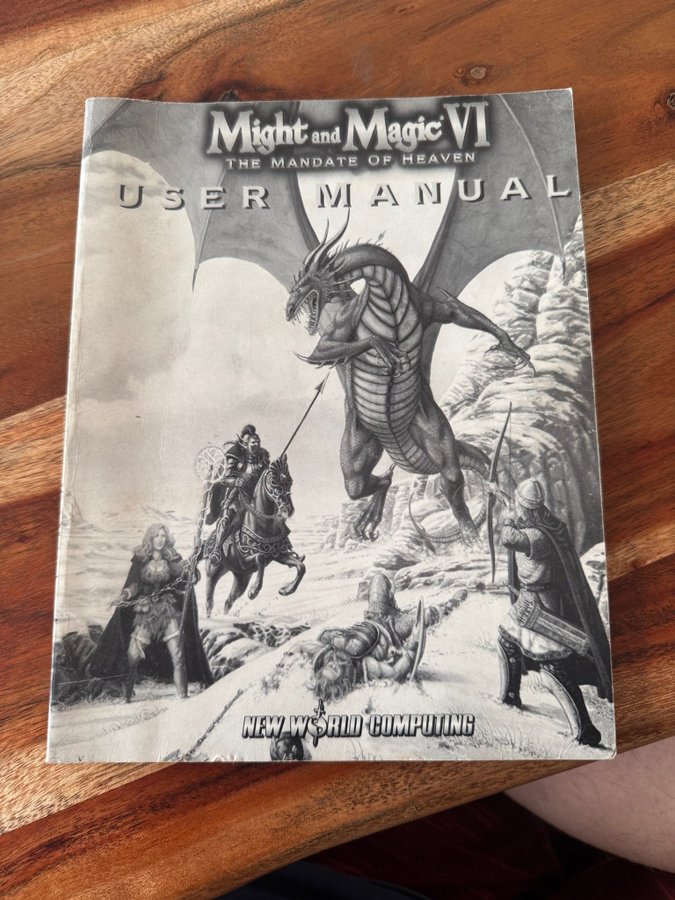 Might and Magic® VI
THE MANDATE OF HEAVEN
USER MANUAL
NEW WORLD COMPUTING